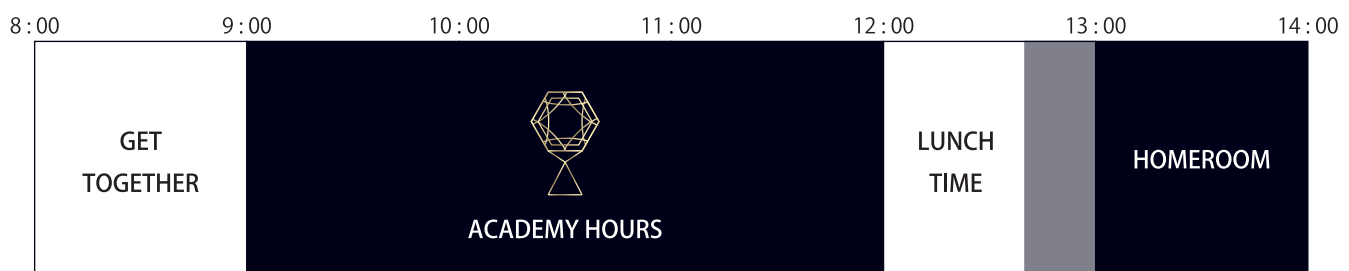 8:00 9:00 10:00 11:00 12:00 13:00 14:00
GET
TOGETHER
ACADEMY HOURS
LUNCH
TIME
HOMEROOM